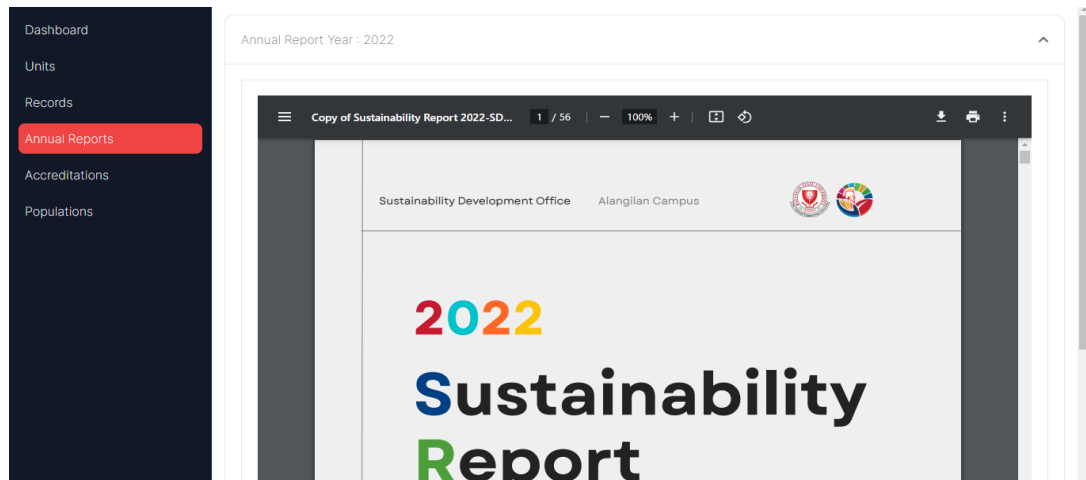 Dashboard
Units
Records
Annual Reports
Accreditations
Populations
Annual Report Year : 2022
Copy of Sustainability Report 2022-SD... 1 / 56 100%
Sustainability Development Office Alangilan Campus
2022
Sustainability
Report